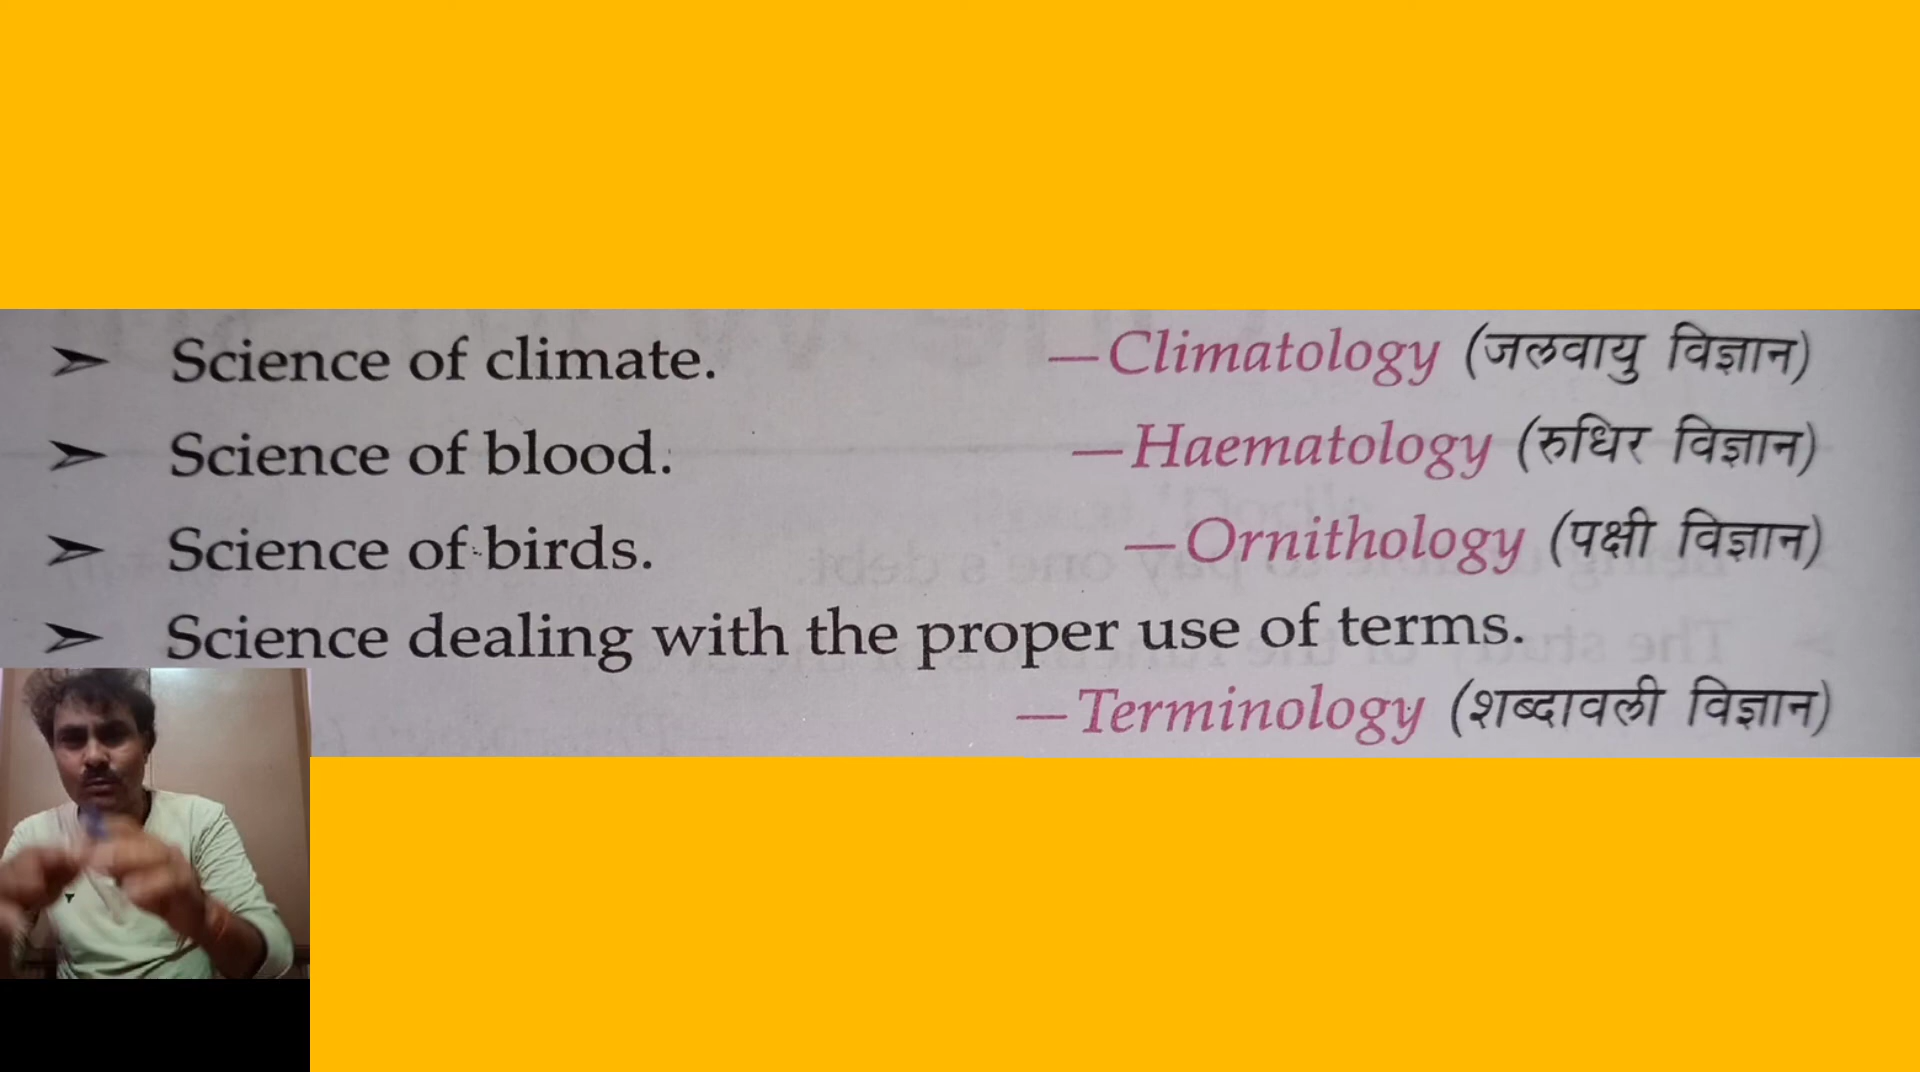 ➢ Science of climate. —Climatology (जलवायु विज्ञान)
➢ Science of blood. —Haematology (रुधिर विज्ञान)
➢ Science of birds. —Ornithology (पक्षी विज्ञान)
➢ Science dealing with the proper use of terms.
—Terminology (शब्दावली विज्ञान)